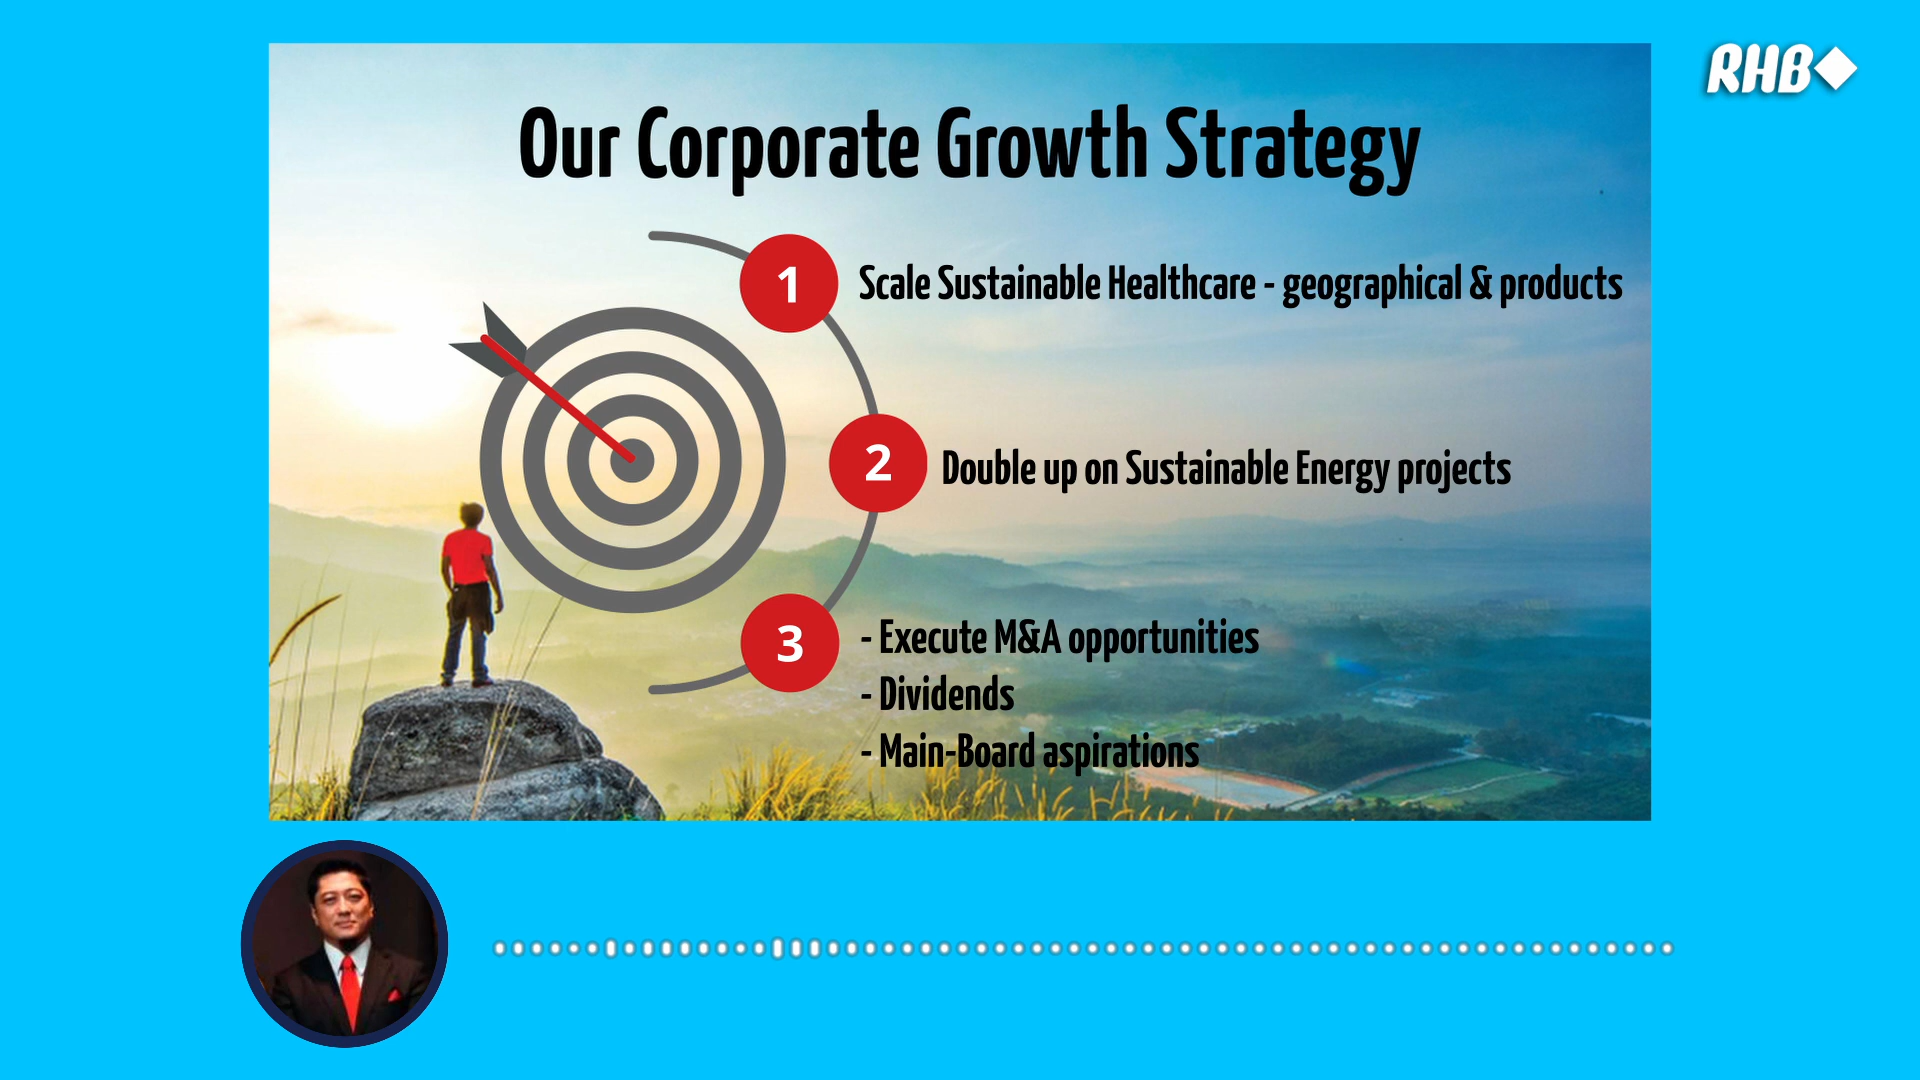 RHB
Our Corporate Growth Strategy
1 Scale Sustainable Healthcare - geographical & products
2 Double up on Sustainable Energy projects
3 - Execute M&A opportunities
- Dividends
- Main-Board aspirations